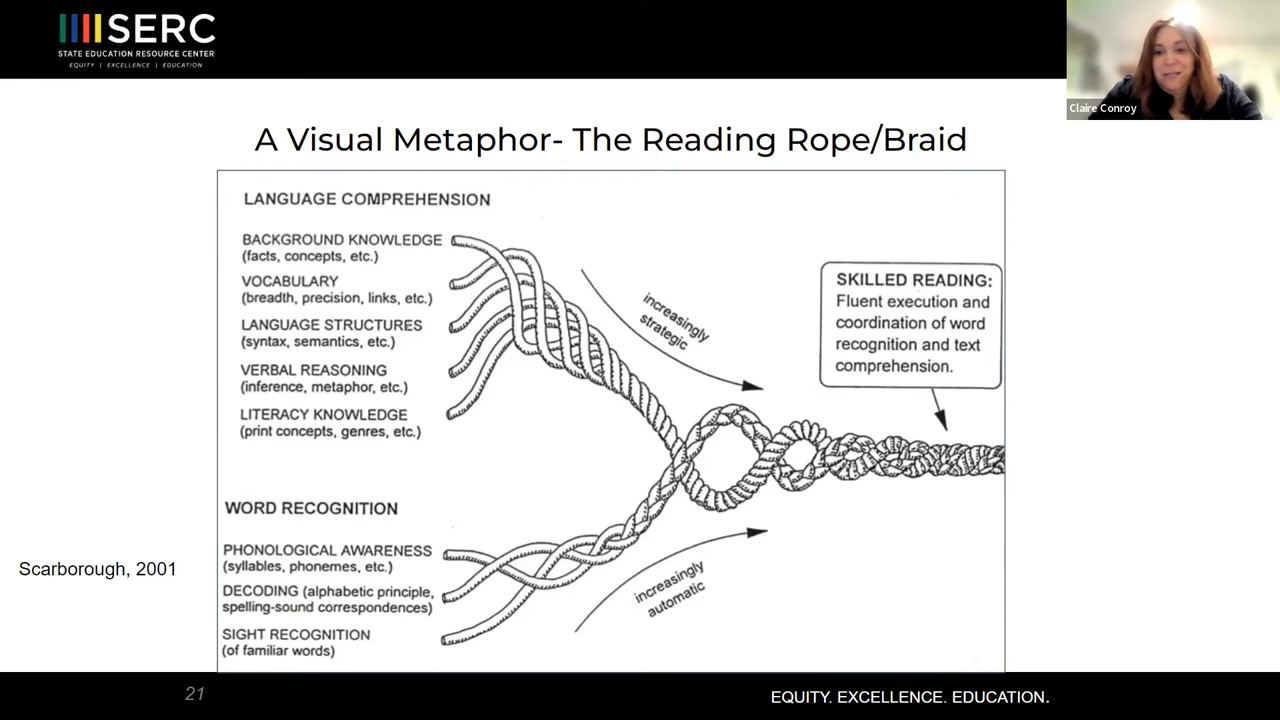 SERC
STATE EDUCATION RESOURCE CENTER
EQUITY | EXCELLENCE | EDUCATION
Claire Conroy
A Visual Metaphor- The Reading Rope/Braid
LANGUAGE COMPREHENSION
BACKGROUND KNOWLEDGE
(facts, concepts, etc.)
VOCABULARY
(breadth, precision, links, etc.)
LANGUAGE STRUCTURES
(syntax, semantics, etc.)
VERBAL REASONING
(inference, metaphor, etc.)
LITERACY KNOWLEDGE
(print concepts, genres, etc.)
increasingly
strategic
SKILLED READING:
Fluent execution and
coordination of word
recognition and text
comprehension.
WORD RECOGNITION
PHONOLOGICAL AWARENESS
(syllables, phonemes, etc.)
DECODING (alphabetic principle,
spelling-sound correspondences)
SIGHT RECOGNITION
(of familiar words)
increasingly
automatic
Scarborough, 2001
21
EQUITY. EXCELLENCE. EDUCATION.